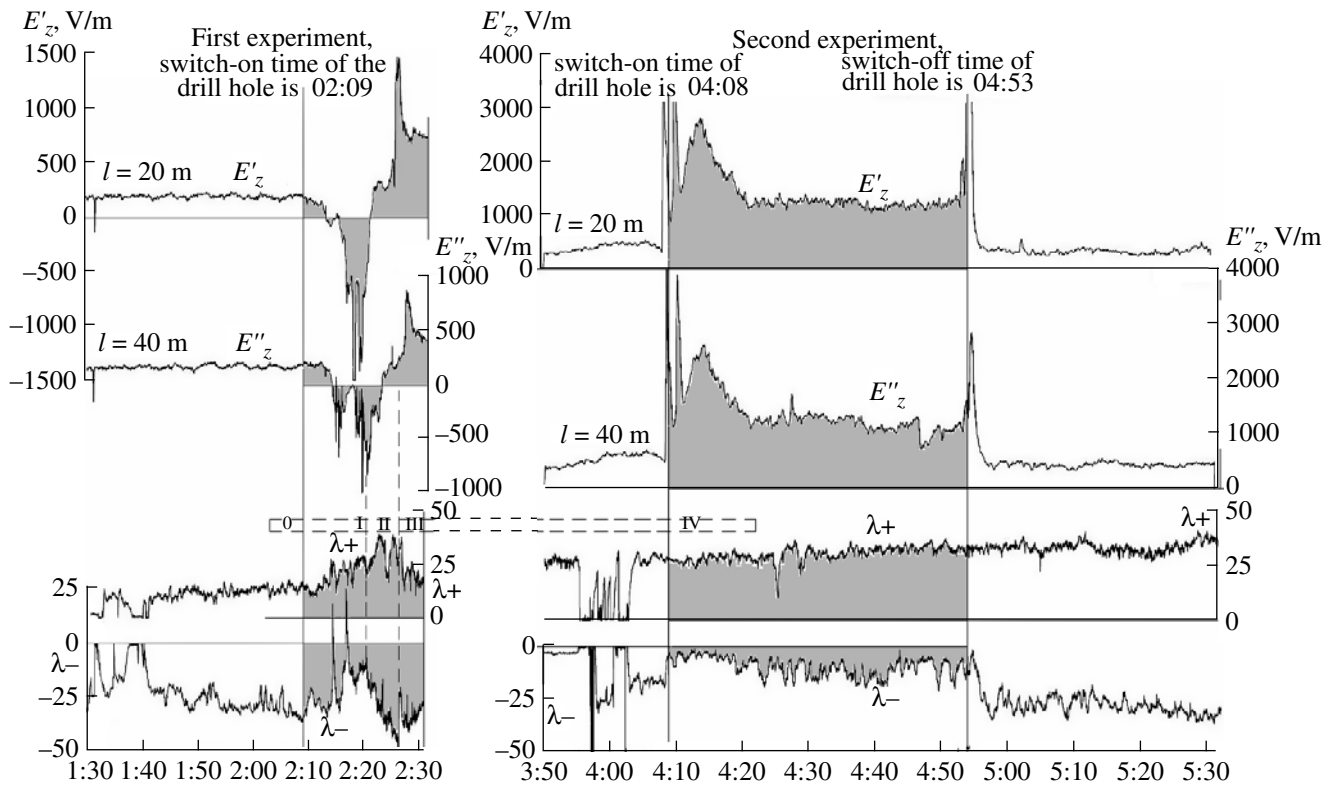 E'z, V/m
1500
1000
500
0
–500
–1000
–1500
First experiment,
switch-on time of the
drill hole is 02:09
l = 20 m
E'z
E''z, V/m
1000
500
0
–500
–1000
l = 40 m
E''z
50
25
0
λ+
0
I
II
III
λ+
25
0
λ–
–25
–50
λ–
1:30 1:40 1:50 2:00 2:10 2:20 2:30
E'z, V/m
4000
3000
2000
1000
0
Second experiment,
switch-on time of
drill hole is 04:08
switch-off time of
drill hole is 04:53
l = 20 m
E'z
E''z, V/m
4000
3000
2000
1000
0
l = 40 m
E''z
IV
λ+
λ+
50
25
0
0
–25
–50
λ–
λ–
3:50 4:00 4:10 4:20 4:30 4:40 4:50 5:00 5:10 5:20 5:30